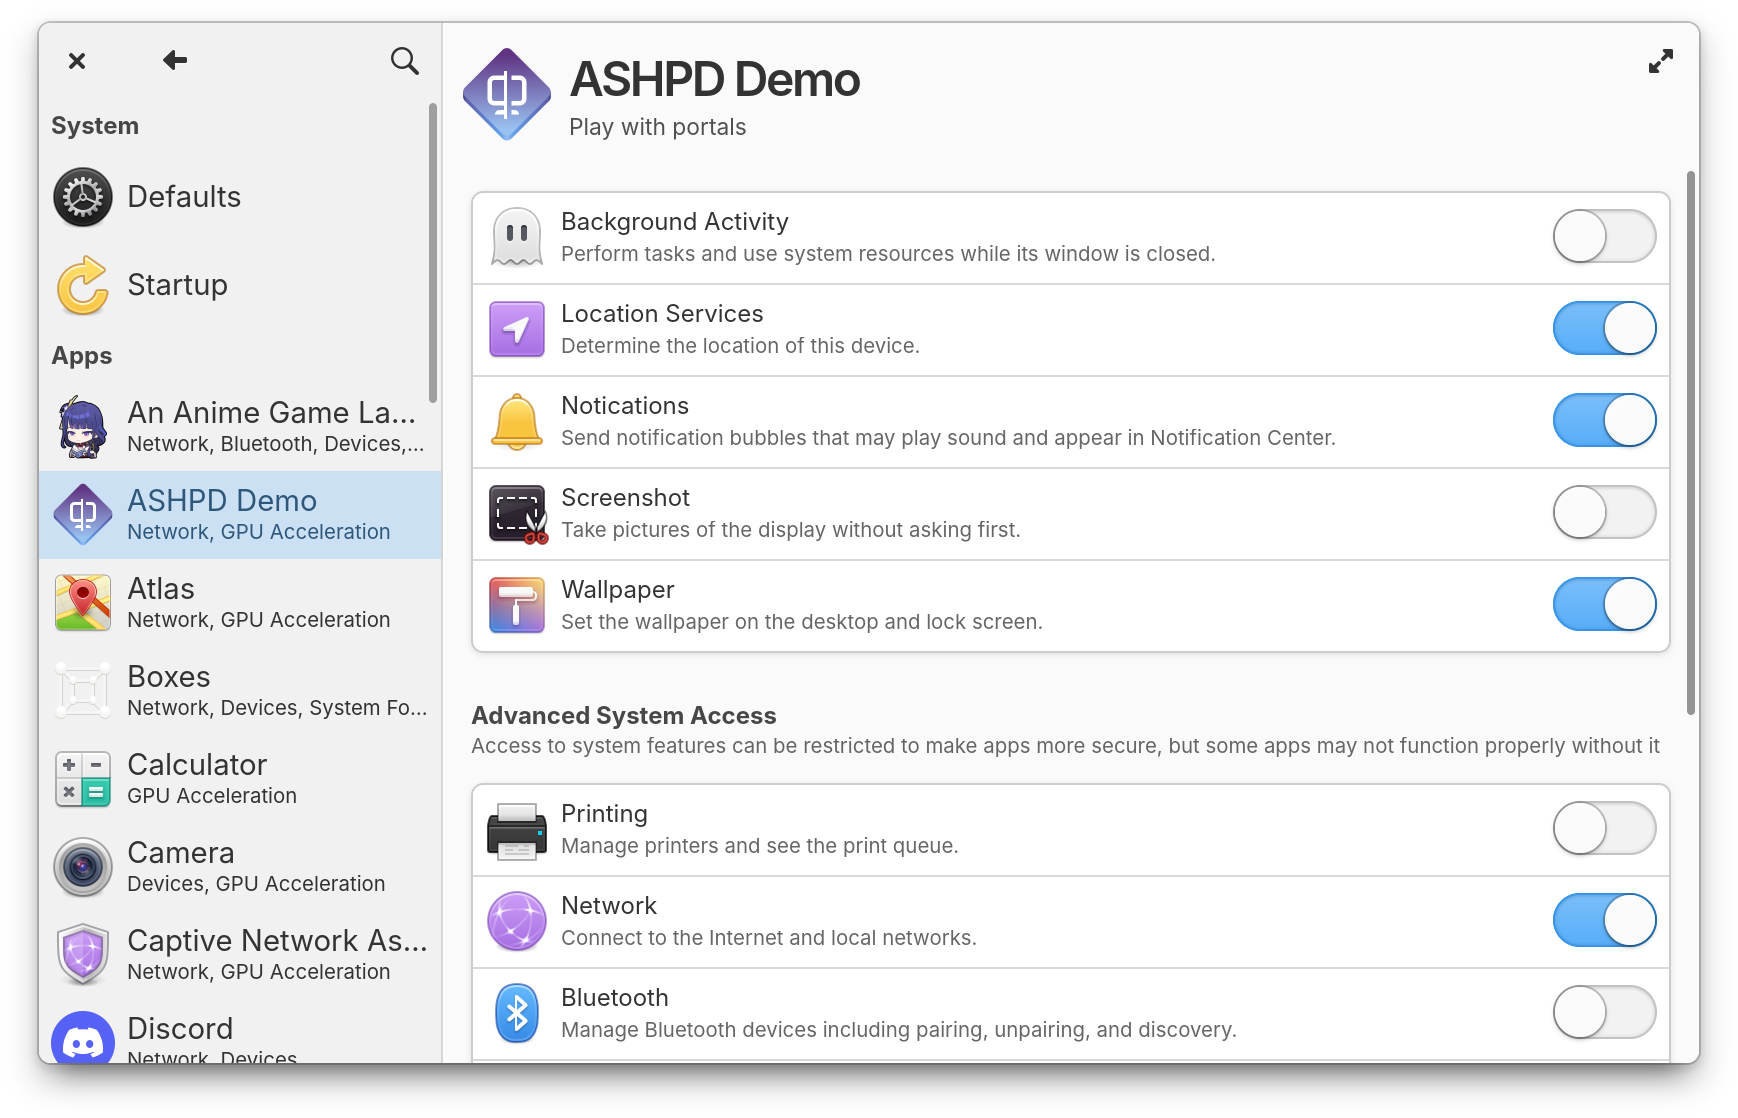 System
Defaults
Startup
Apps
An Anime Game La...
Network, Bluetooth, Devices,...
ASHPD Demo
Network, GPU Acceleration
Atlas
Network, GPU Acceleration
Boxes
Network, Devices, System Fo...
Calculator
GPU Acceleration
Camera
Devices, GPU Acceleration
Captive Network As...
Network, GPU Acceleration
Discord
Network, Devices
ASHPD Demo
Play with portals
Background Activity
Perform tasks and use system resources while its window is closed.
Location Services
Determine the location of this device.
Notications
Send notification bubbles that may play sound and appear in Notification Center.
Screenshot
Take pictures of the display without asking first.
Wallpaper
Set the wallpaper on the desktop and lock screen.
Advanced System Access
Access to system features can be restricted to make apps more secure, but some apps may not function properly without it
Printing
Manage printers and see the print queue.
Network
Connect to the Internet and local networks.
Bluetooth
Manage Bluetooth devices including pairing, unpairing, and discovery.